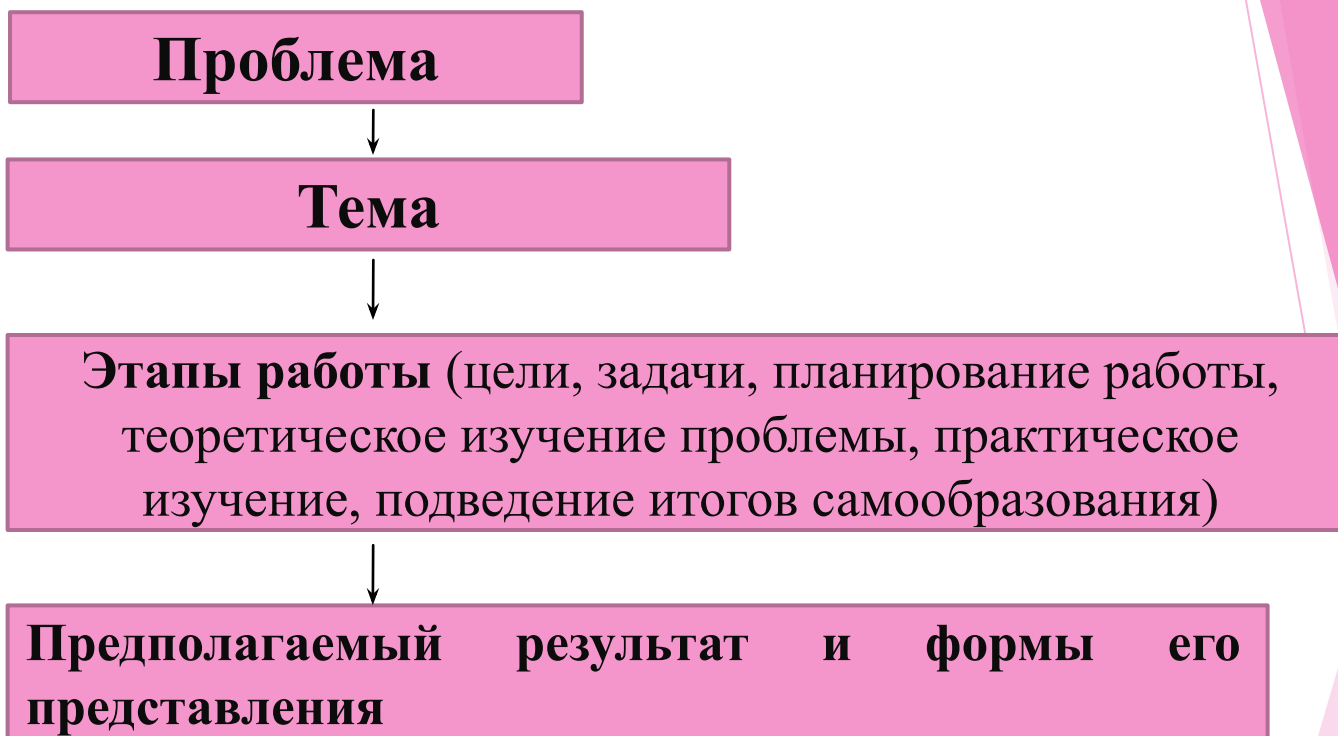 Проблема
Тема
Этапы работы (цели, задачи, планирование работы,
теоретическое изучение проблемы, практическое
изучение, подведение итогов самообразования)
Предполагаемый результат и формы его
представления